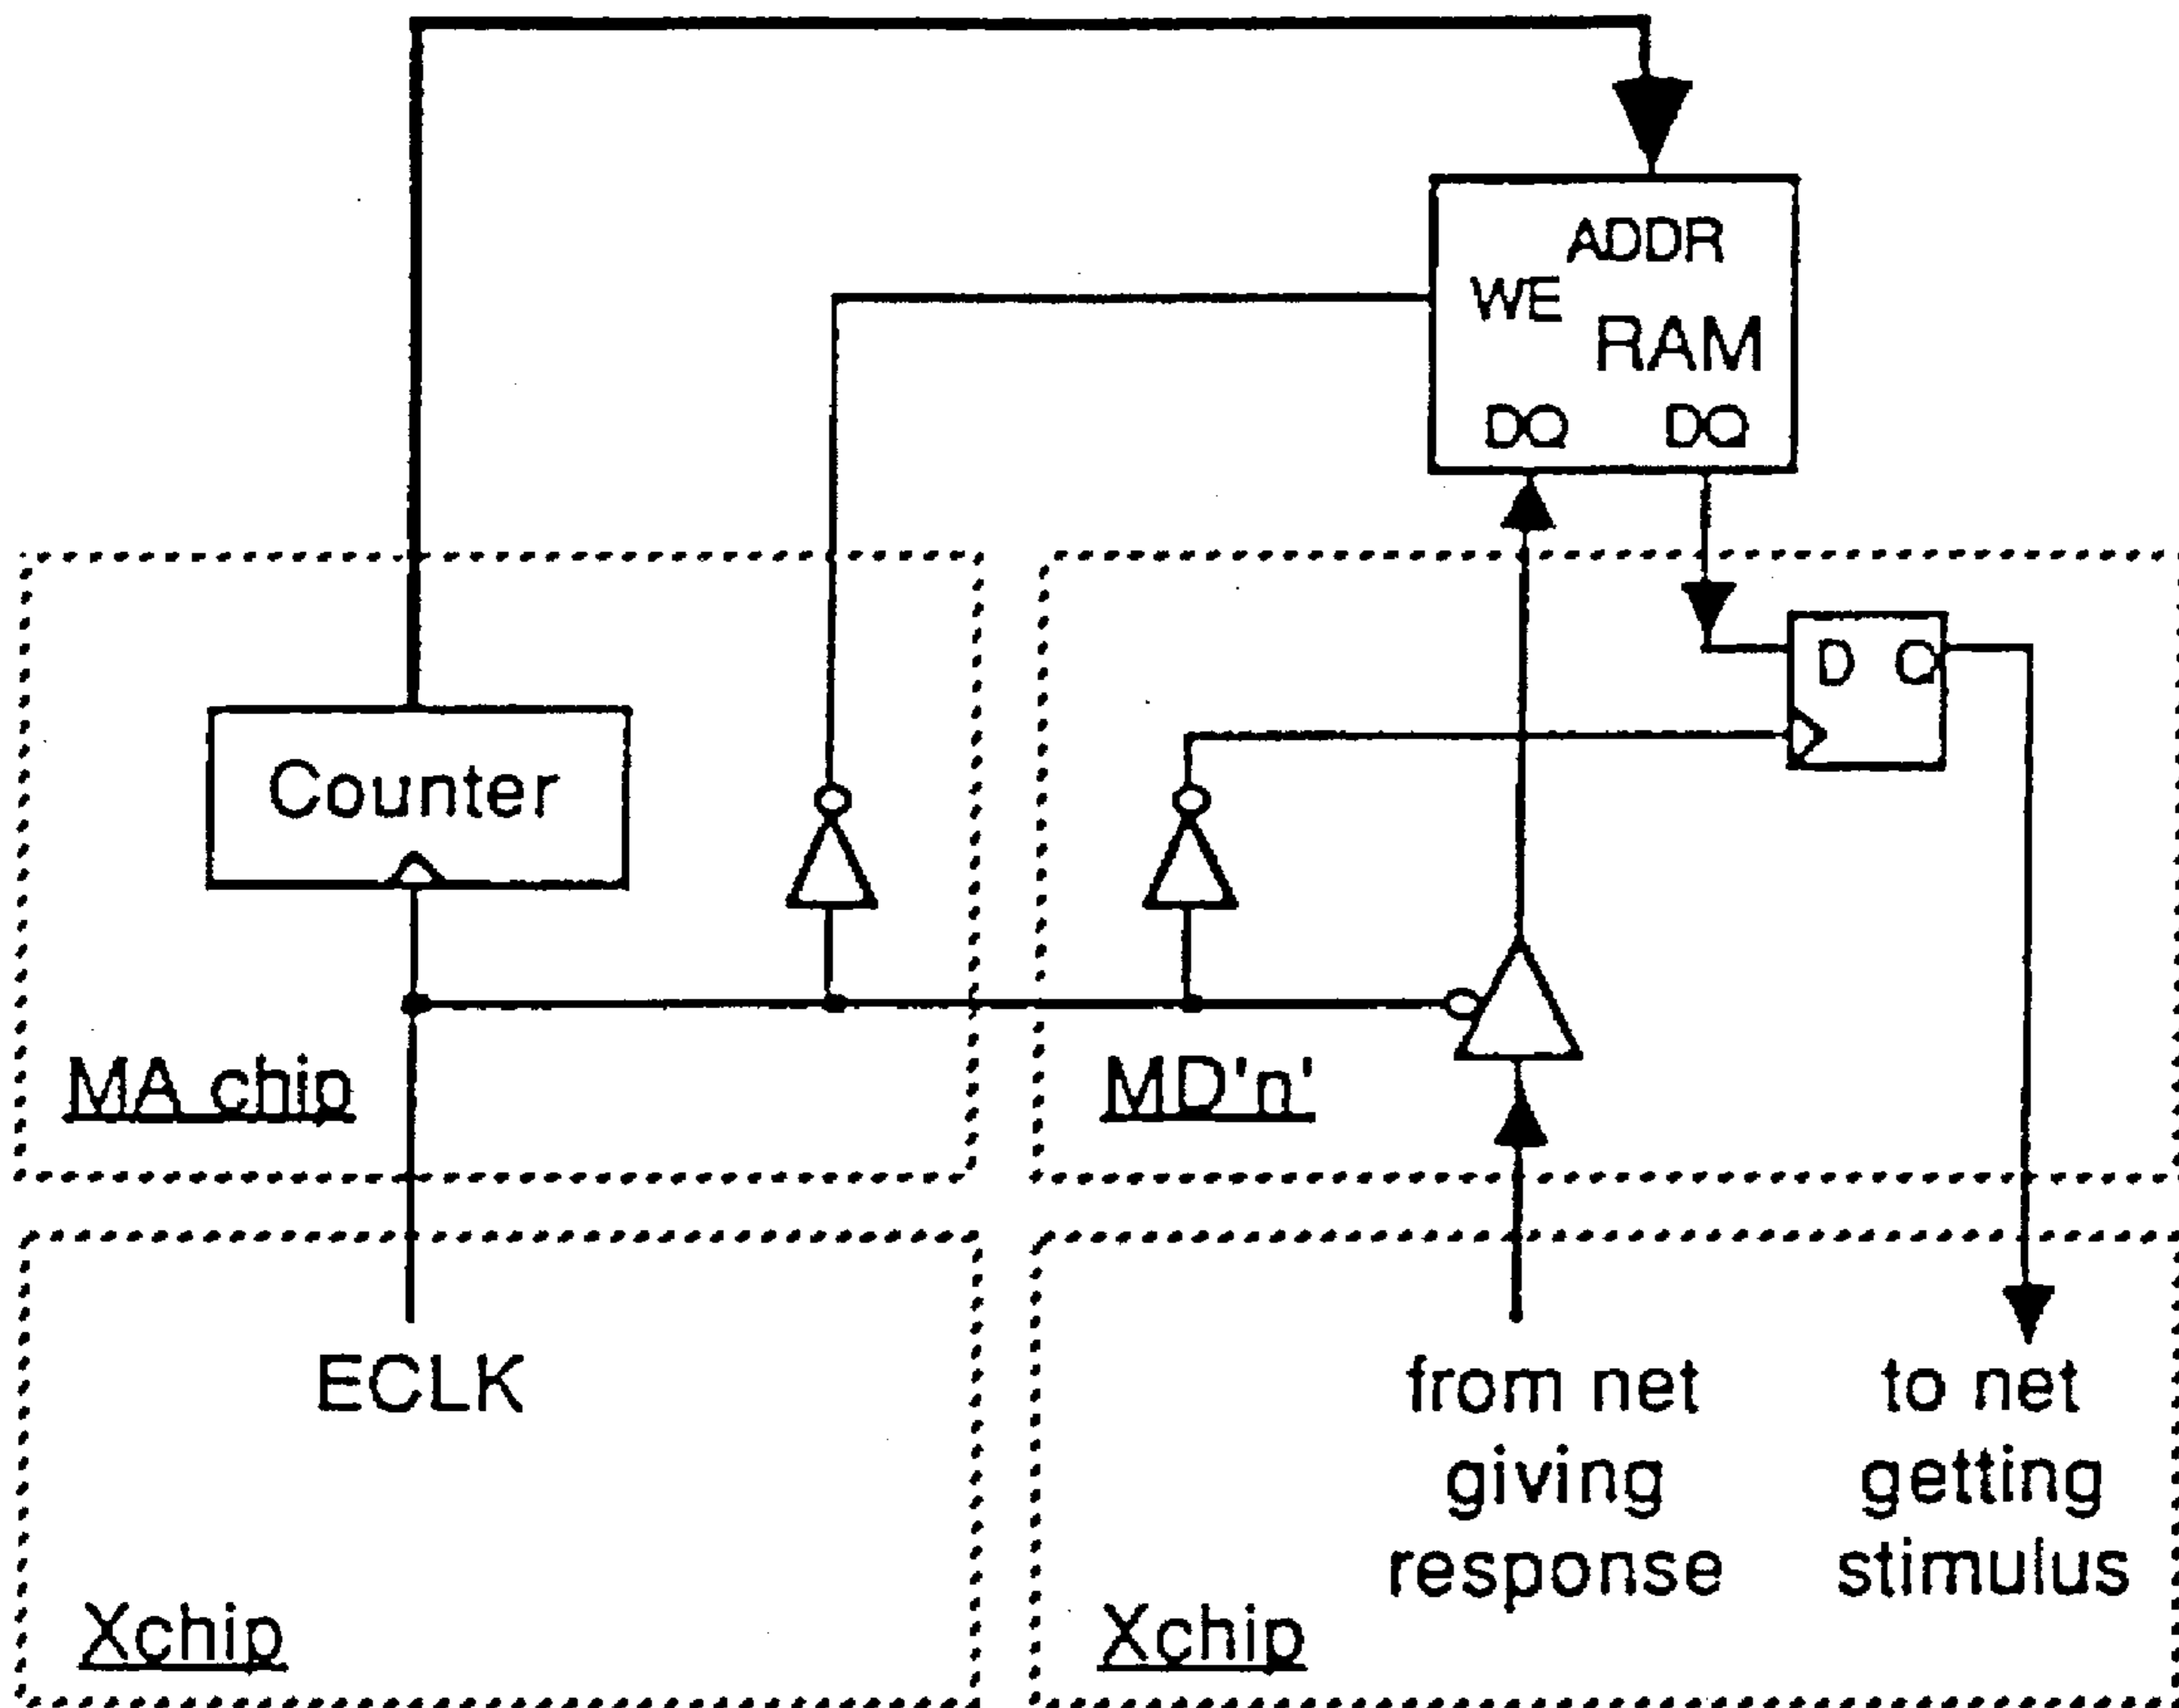 ADDR
WE
RAM
DQ DQ
D Q
Counter
MA chip
MD'n'
ECLK
from net
giving
response
to net
getting
stimulus
Xchip
Xchip